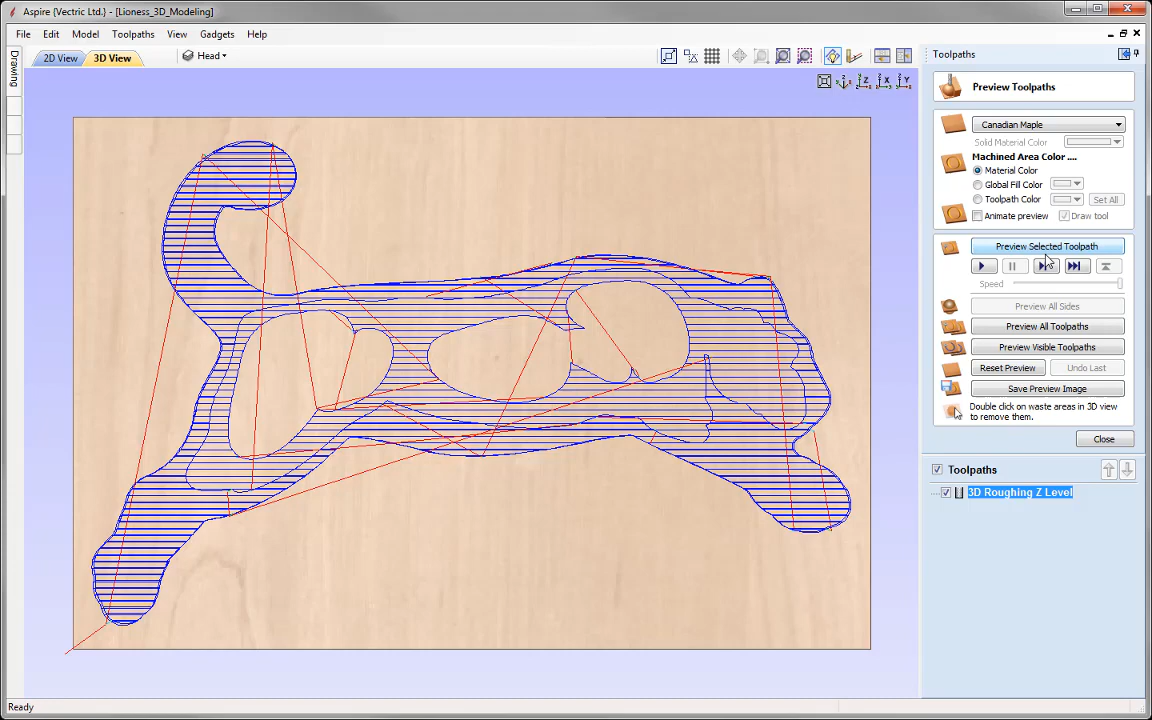 Aspire {Vectric Ltd.} - [Lioness_3D_Modeling]
File Edit Model Toolpaths View Gadgets Help
2D View 3D View Head
Drawing
Z X Y
Toolpaths
Preview Toolpaths
Canadian Maple
Solid Material Color
Machined Area Color ....
Material Color
Global Fill Color
Toolpath Color Set All
Animate preview Draw tool
Preview Selected Toolpath
Speed
Preview All Sides
Preview All Toolpaths
Preview Visible Toolpaths
Reset Preview Undo Last
Save Preview Image
Double click on waste areas in 3D view
to remove them.
Close
Toolpaths
3D Roughing Z Level
Ready